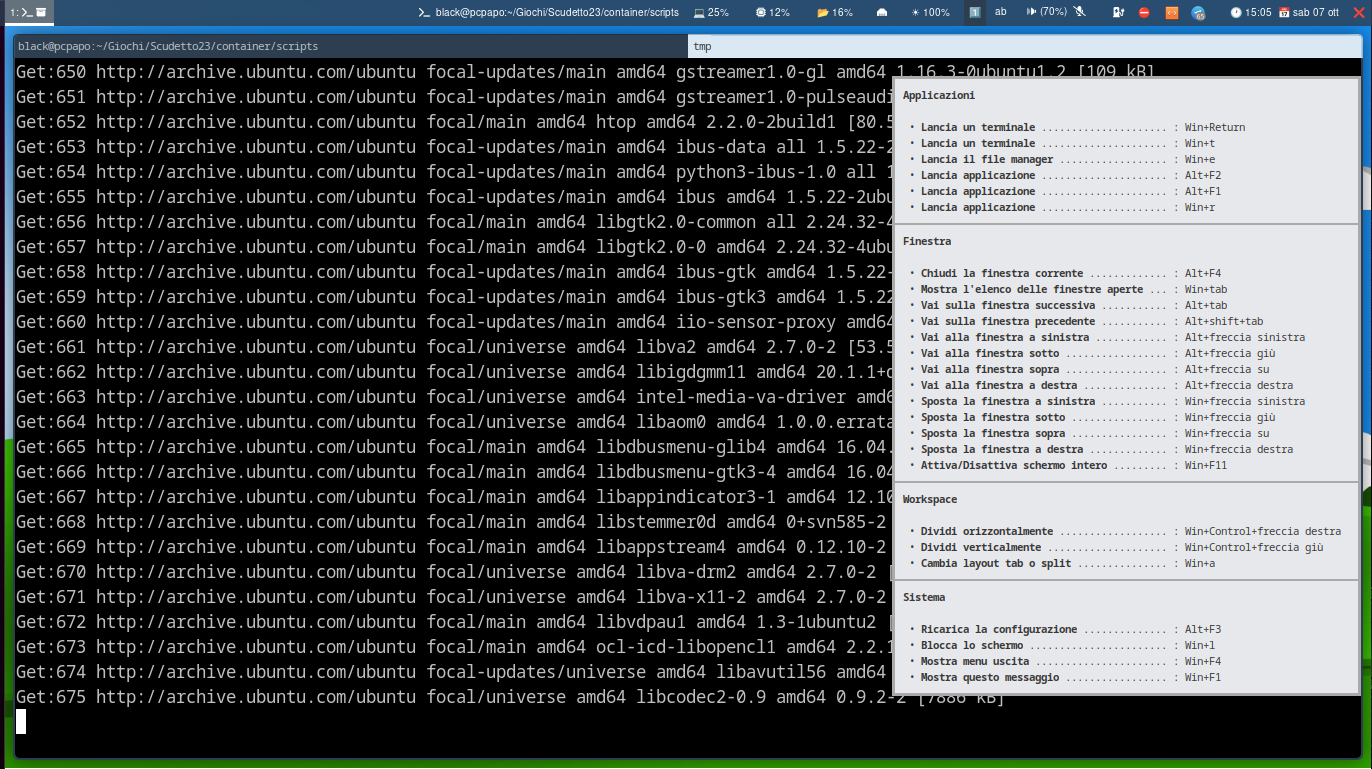 1:
black@pcpapo:~/Giochi/Scudetto23/container/scripts 25% 12% 16% 100% 1 ab (70%) 15:05 sab 07 ott
black@pcpapo:~/Giochi/Scudetto23/container/scripts
tmp
Get:650 http://archive.ubuntu.com/ubuntu focal-updates/main amd64 gstreamer1.0-gl amd64 1.16.3-0ubuntu1.2 [109 kB]
Get:651 http://archive.ubuntu.com/ubuntu focal-updates/main amd64 gstreamer1.0-pulseaudi
Get:652 http://archive.ubuntu.com/ubuntu focal/main amd64 htop amd64 2.2.0-2build1 [80.5
Get:653 http://archive.ubuntu.com/ubuntu focal-updates/main amd64 ibus-data all 1.5.22-2
Get:654 http://archive.ubuntu.com/ubuntu focal-updates/main amd64 python3-ibus-1.0 all 1
Get:655 http://archive.ubuntu.com/ubuntu focal-updates/main amd64 ibus amd64 1.5.22-2ubu
Get:656 http://archive.ubuntu.com/ubuntu focal/main amd64 libgtk2.0-common all 2.24.32-4
Get:657 http://archive.ubuntu.com/ubuntu focal/main amd64 libgtk2.0-0 amd64 2.24.32-4ubu
Get:658 http://archive.ubuntu.com/ubuntu focal-updates/main amd64 ibus-gtk amd64 1.5.22-
Get:659 http://archive.ubuntu.com/ubuntu focal-updates/main amd64 ibus-gtk3 amd64 1.5.22
Get:660 http://archive.ubuntu.com/ubuntu focal-updates/main amd64 iio-sensor-proxy amd64
Get:661 http://archive.ubuntu.com/ubuntu focal/universe amd64 libva2 amd64 2.7.0-2 [53.5
Get:662 http://archive.ubuntu.com/ubuntu focal/universe amd64 libigdgmm11 amd64 20.1.1+d
Get:663 http://archive.ubuntu.com/ubuntu focal/universe amd64 intel-media-va-driver amd6
Get:664 http://archive.ubuntu.com/ubuntu focal/universe amd64 libaom0 amd64 1.0.0.errata
Get:665 http://archive.ubuntu.com/ubuntu focal/main amd64 libdbusmenu-glib4 amd64 16.04.
Get:666 http://archive.ubuntu.com/ubuntu focal/main amd64 libdbusmenu-gtk3-4 amd64 16.04
Get:667 http://archive.ubuntu.com/ubuntu focal/main amd64 libappindicator3-1 amd64 12.10
Get:668 http://archive.ubuntu.com/ubuntu focal/main amd64 libstemmer0d amd64 0+svn585-2
Get:669 http://archive.ubuntu.com/ubuntu focal/main amd64 libappstream4 amd64 0.12.10-2
Get:670 http://archive.ubuntu.com/ubuntu focal/universe amd64 libva-drm2 amd64 2.7.0-2 [
Get:671 http://archive.ubuntu.com/ubuntu focal/universe amd64 libva-x11-2 amd64 2.7.0-2
Get:672 http://archive.ubuntu.com/ubuntu focal/main amd64 libvdpau1 amd64 1.3-1ubuntu2 [
Get:673 http://archive.ubuntu.com/ubuntu focal/main amd64 ocl-icd-libopencl1 amd64 2.2.1
Get:674 http://archive.ubuntu.com/ubuntu focal-updates/universe amd64 libavutil56 amd64
Get:675 http://archive.ubuntu.com/ubuntu focal/universe amd64 libcodec2-0.9 amd64 0.9.2-2 [7886 kB]
Applicazioni
• Lancia un terminale ..................... : Win+Return
• Lancia un terminale ..................... : Win+t
• Lancia il file manager .................. : Win+e
• Lancia applicazione ..................... : Alt+F2
• Lancia applicazione ..................... : Alt+F1
• Lancia applicazione ..................... : Win+r
Finestra
• Chiudi la finestra corrente ............. : Alt+F4
• Mostra l'elenco delle finestre aperte ... : Win+tab
• Vai sulla finestra successiva ........... : Alt+tab
• Vai sulla finestra precedente ........... : Alt+shift+tab
• Vai alla finestra a sinistra ............ : Alt+freccia sinistra
• Vai alla finestra sotto ................. : Alt+freccia giù
• Vai alla finestra sopra ................. : Alt+freccia su
• Vai alla finestra a destra .............. : Alt+freccia destra
• Sposta la finestra a sinistra ........... : Win+freccia sinistra
• Sposta la finestra sotto ................ : Win+freccia giù
• Sposta la finestra sopra ................ : Win+freccia su
• Sposta la finestra a destra ............. : Win+freccia destra
• Attiva/Disattiva schermo intero ......... : Win+F11
Workspace
• Dividi orizzontalmente .................. : Win+Control+freccia destra
• Dividi verticalmente .................... : Win+Control+freccia giù
• Cambia layout tab o split ............... : Win+a
Sistema
• Ricarica la configurazione .............. : Alt+F3
• Blocca lo schermo ....................... : Win+l
• Mostra menu uscita ...................... : Win+F4
• Mostra questo messaggio ................. : Win+F1